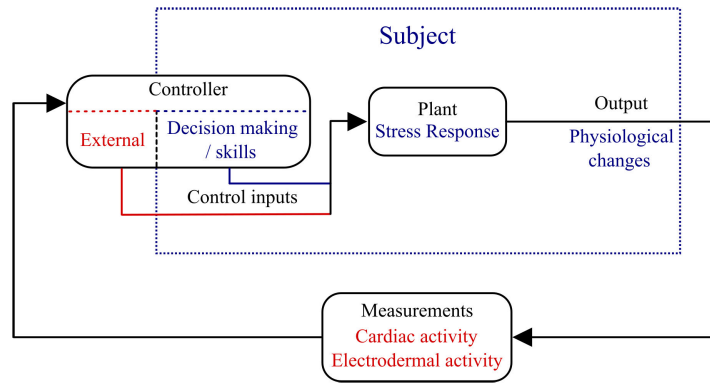 Subject
Controller
External
Decision making
/ skills
Control inputs
Plant
Stress Response
Output
Physiological
changes
Measurements
Cardiac activity
Electrodermal activity